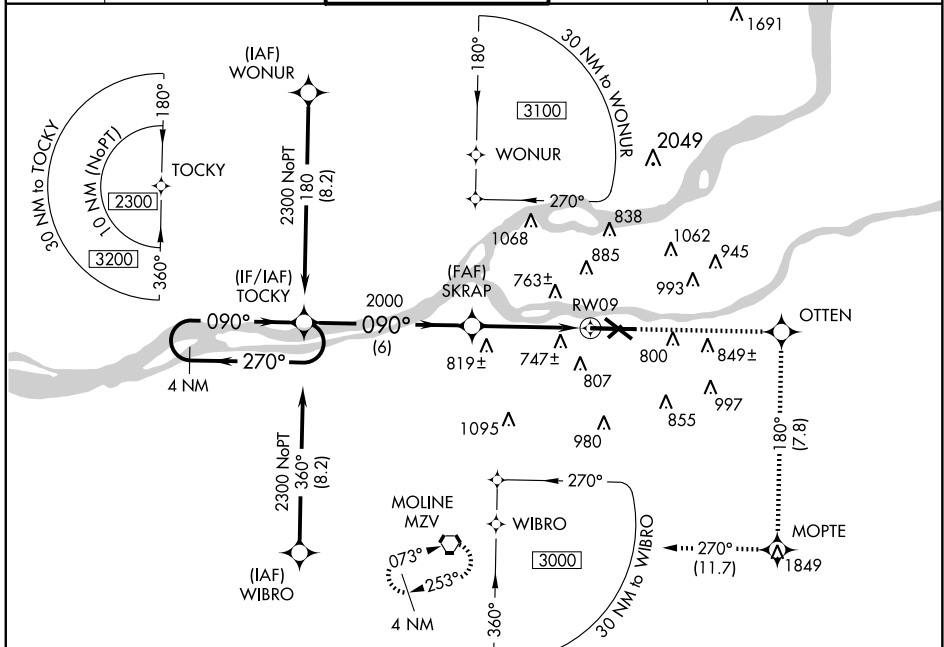 1691
(IAF)
WONUR
180°
30 NM to WONUR
3100
WONUR
270°
30 NM to TOCKY
10 NM (NoPT)
180°
TOCKY
2300
3200
360°
2300 NoPT
180
(8.2)
2049
1068
838
885
1062
945
993
763±
(IF/IAF)
TOCKY
2000
090°
(6)
(FAF)
SKRAP
RW09
OTTEN
090°
270°
4 NM
819±
747±
807
800
849±
997
855
1095
980
180°
(7.8)
2300 NoPT
360°
(8.2)
(IAF)
WIBRO
MOLINE
MZV
073°
253°
4 NM
270°
WIBRO
3000
360°
30 NM to WIBRO
MOPTE
270°
(11.7)
1849